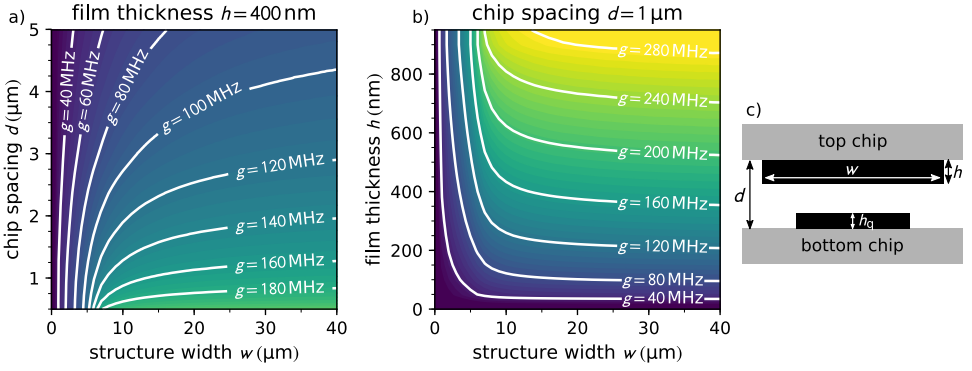 a)
film thickness h=400 nm
chip spacing d (μm)
5
4
3
2
1
g=40 MHz
g=60 MHz
g=80 MHz
g=100 MHz
g=120 MHz
g=140 MHz
g=160 MHz
g=180 MHz
0 10 20 30 40
structure width w (μm)
b)
chip spacing d=1 μm
film thickness h (nm)
800
600
400
200
0
g=280 MHz
g=240 MHz
g=200 MHz
g=160 MHz
g=120 MHz
g=80 MHz
g=40 MHz
0 10 20 30 40
structure width w (μm)
c)
top chip
w
h
d
hq
bottom chip